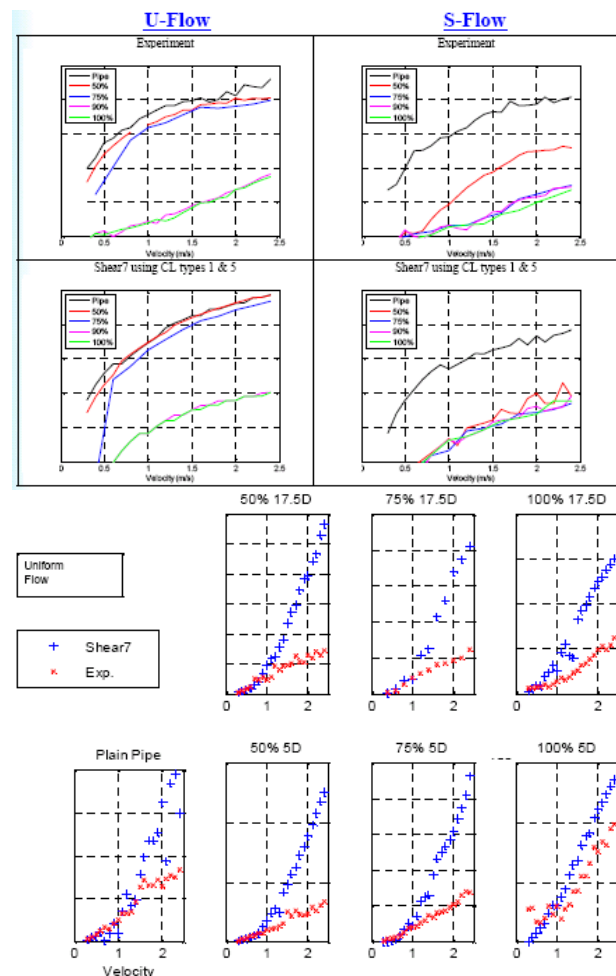 U-Flow
S-Flow
Experiment
Experiment
Pipe
50%
75%
90%
100%
Pipe
50%
75%
90%
100%
0 0.5 1 1.5 2 2.5
Velocity (m/s)
0 0.5 1 1.5 2 2.5
Velocity (m/s)
Shear7 using CL types 1 & 5
Shear7 using CL types 1 & 5
Pipe
50%
75%
90%
100%
Pipe
50%
75%
90%
100%
0 0.5 1 1.5 2 2.5
Velocity (m/s)
0 0.5 1 1.5 2 2.5
Velocity (m/s)
50% 17.5D
75% 17.5D
100% 17.5D
Uniform
Flow
Shear7
Exp.
0 1 2
0 1 2
0 1 2
Plain Pipe
50% 5D
75% 5D
100% 5D
0 1 2
0 1 2
0 1 2
0 1 2
Velocity